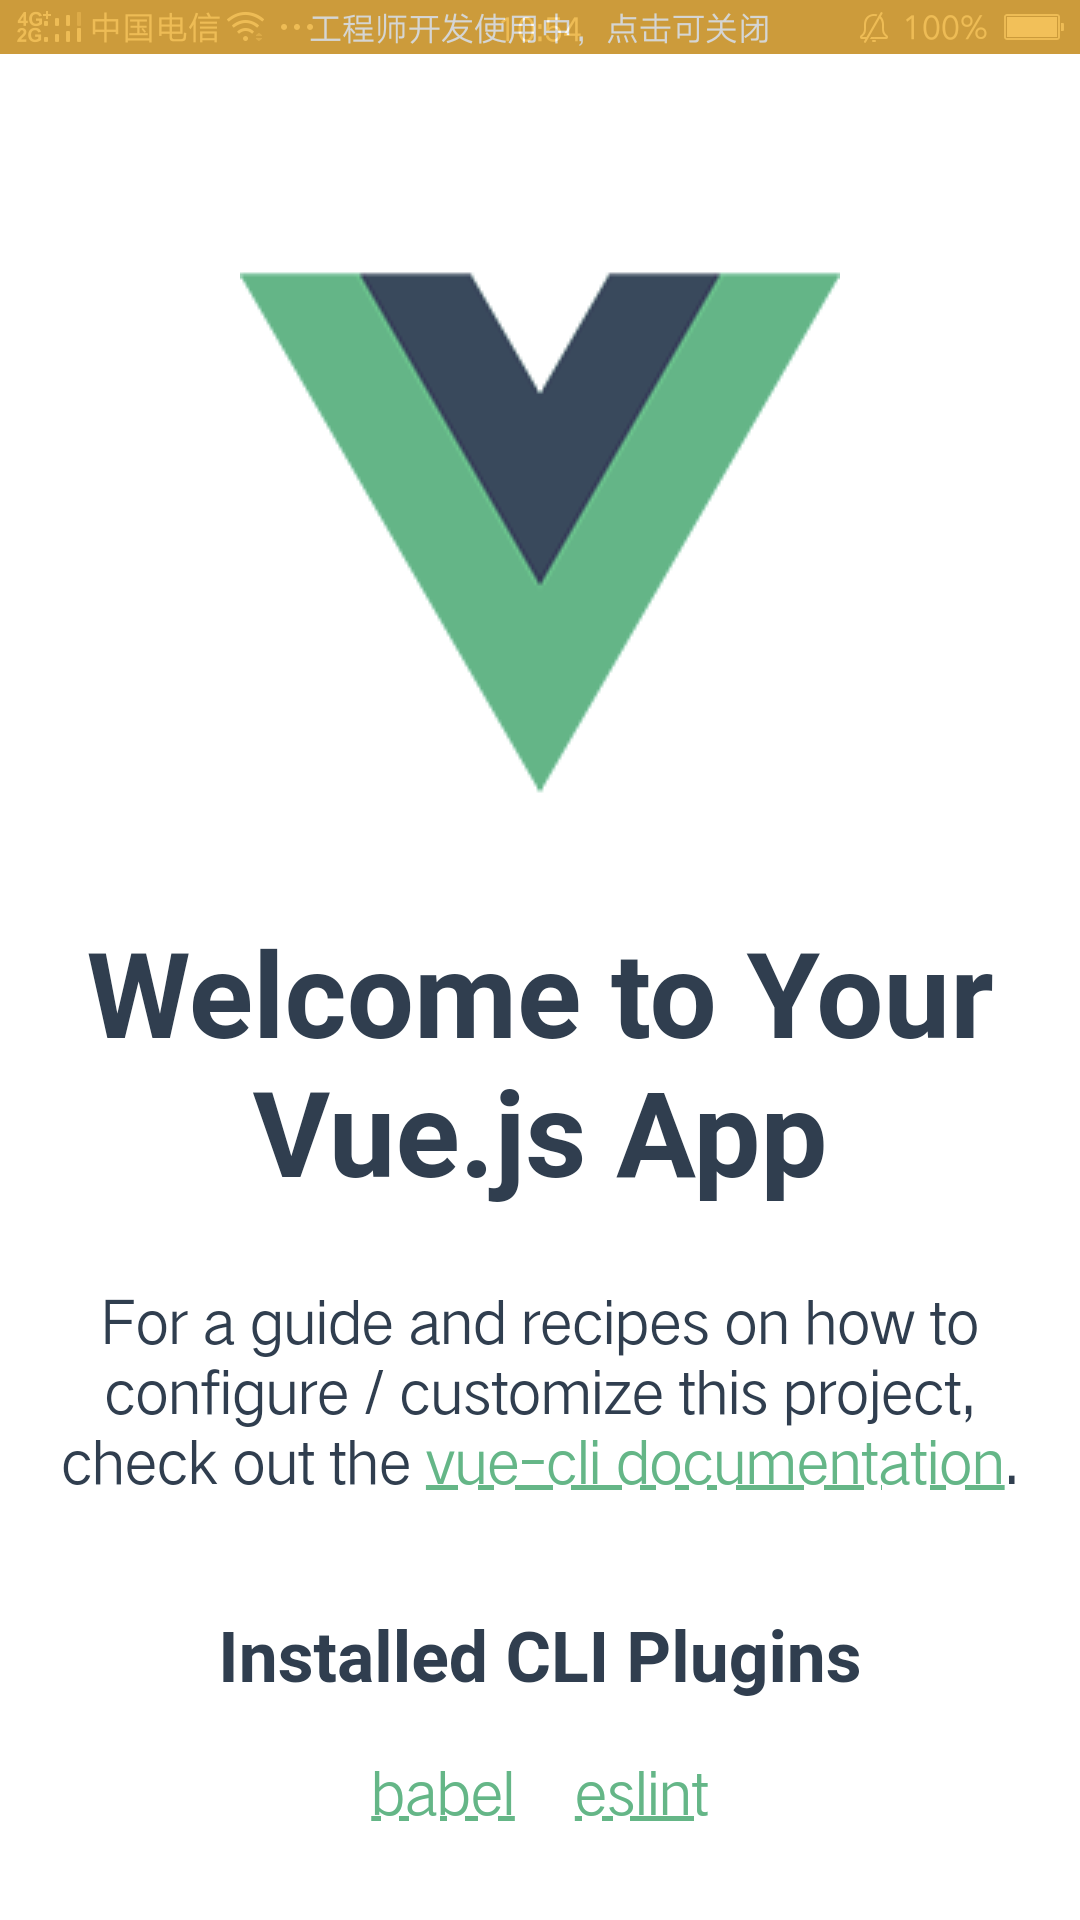 4G+ 2G 中国电信 工程师开发使用中，点击可关闭 100%
Welcome to Your
Vue.js App
For a guide and recipes on how to
configure / customize this project,
check out the vue-cli documentation.
Installed CLI Plugins
babel eslint